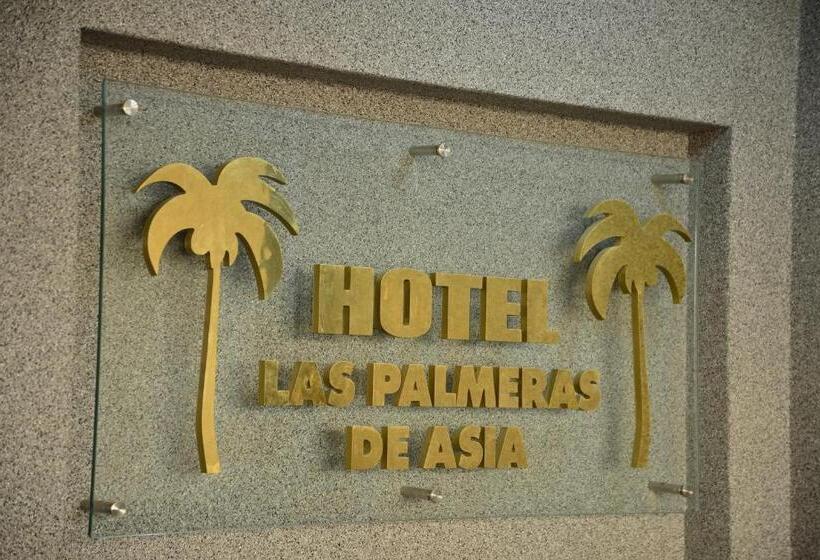 HOTEL
LAS PALMERAS
DE ASIA